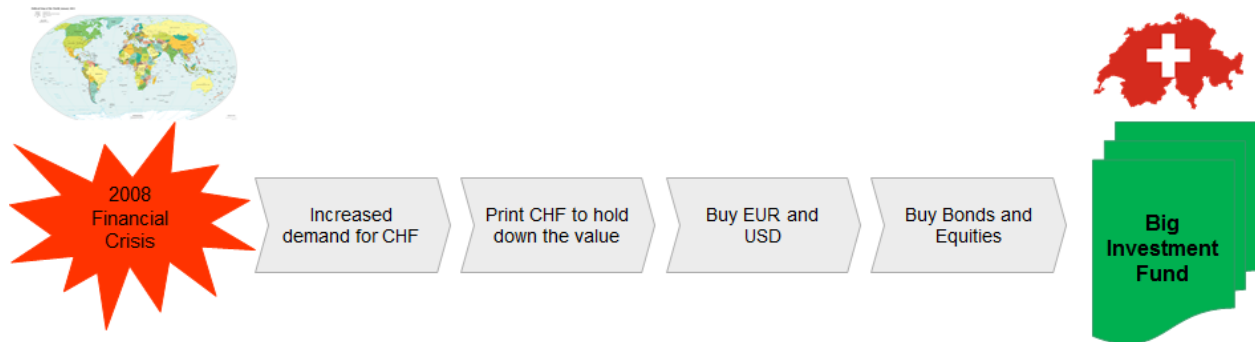 2008
Financial
Crisis
Increased
demand for CHF
Print CHF to hold
down the value
Buy EUR and
USD
Buy Bonds and
Equities
Big
Investment
Fund